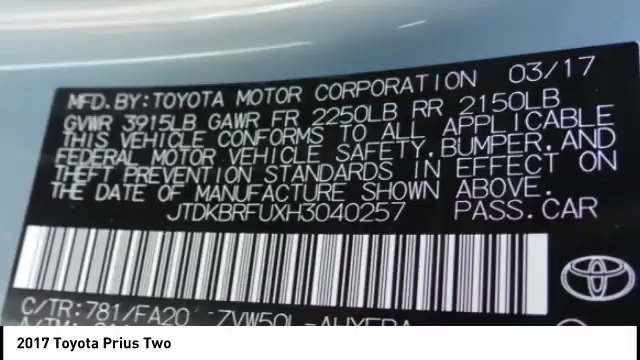 MFD.BY:TOYOTA MOTOR CORPORATION 03/17
GVWR 3915LB GAWR FR 2250LB RR 2150LB
THIS VEHICLE CONFORMS TO ALL APPLICABLE
FEDERAL MOTOR VEHICLE SAFETY,BUMPER,AND
THEFT PREVENTION STANDARDS IN EFFECT ON
THE DATE OF MANUFACTURE SHOWN ABOVE.
JTDKBRFUXH3040257 PASS.CAR
C/TR:781/FA20
2017 Toyota Prius Two